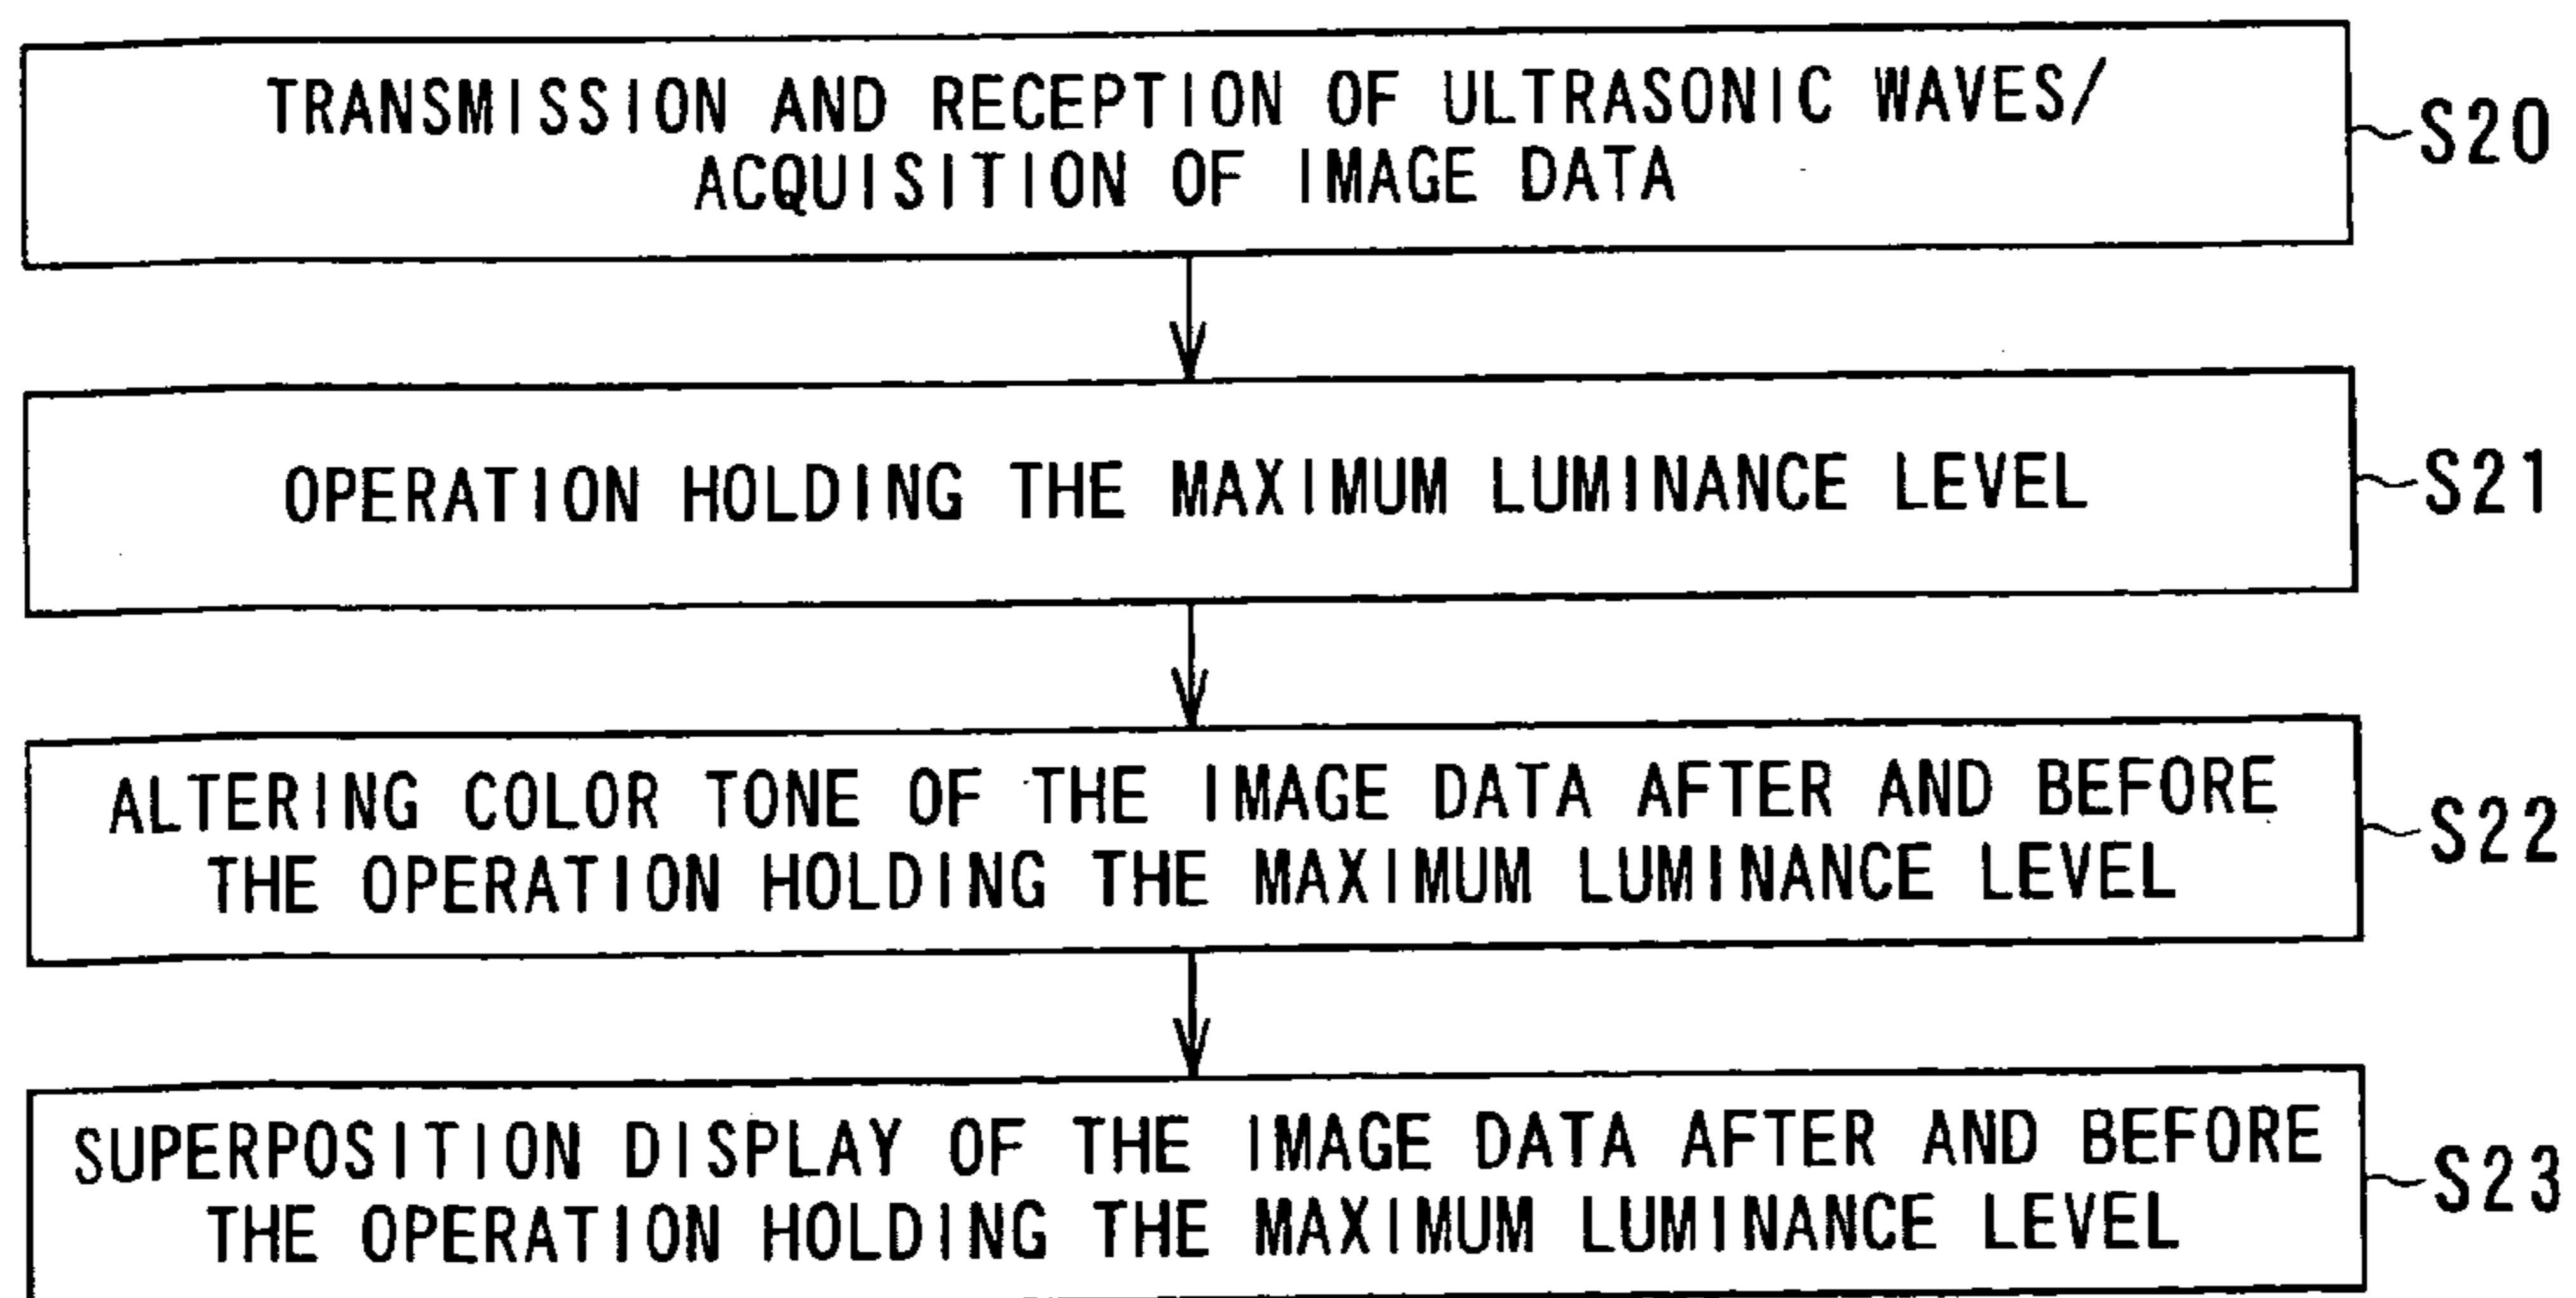 TRANSMISSION AND RECEPTION OF ULTRASONIC WAVES/
ACQUISITION OF IMAGE DATA
S20
OPERATION HOLDING THE MAXIMUM LUMINANCE LEVEL
S21
ALTERING COLOR TONE OF THE IMAGE DATA AFTER AND BEFORE
THE OPERATION HOLDING THE MAXIMUM LUMINANCE LEVEL
S22
SUPERPOSITION DISPLAY OF THE IMAGE DATA AFTER AND BEFORE
THE OPERATION HOLDING THE MAXIMUM LUMINANCE LEVEL
S23